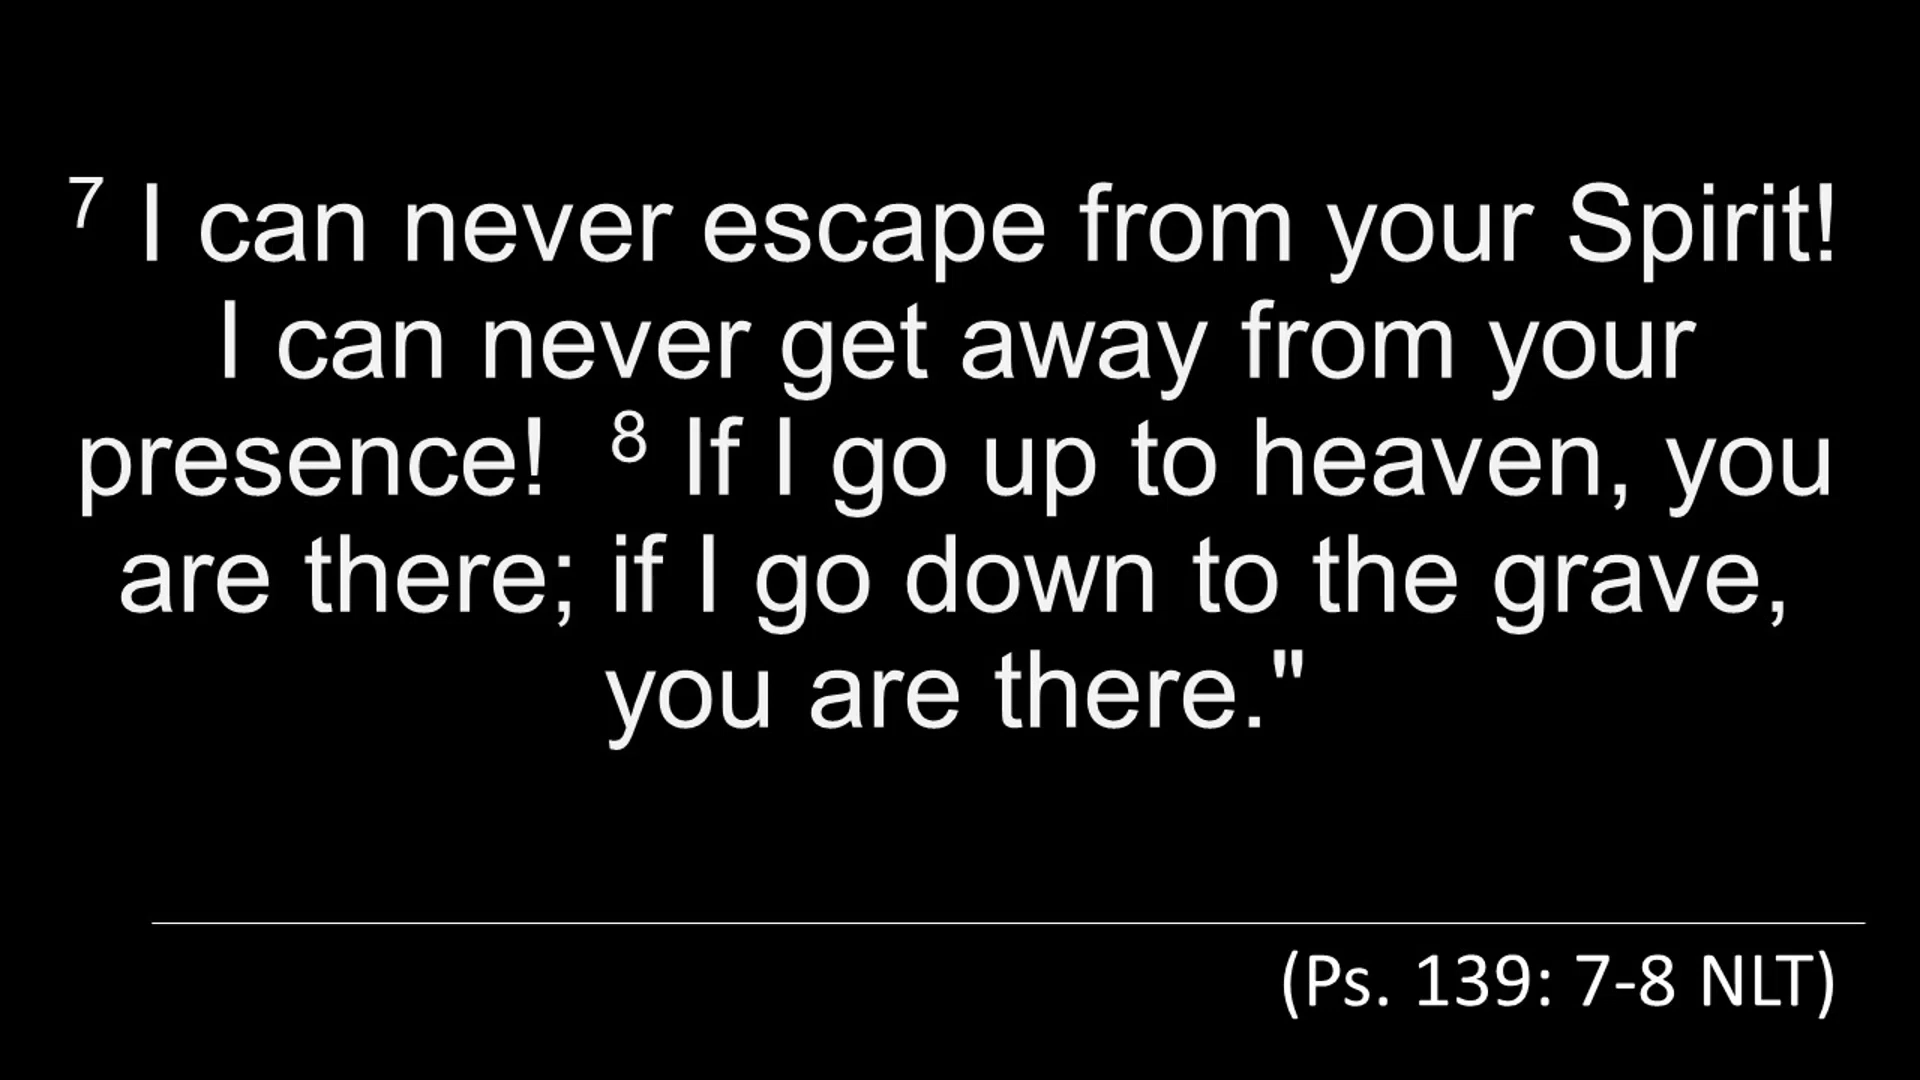 7 I can never escape from your Spirit!
I can never get away from your
presence! 8 If I go up to heaven, you
are there; if I go down to the grave,
you are there."
(Ps. 139: 7-8 NLT)